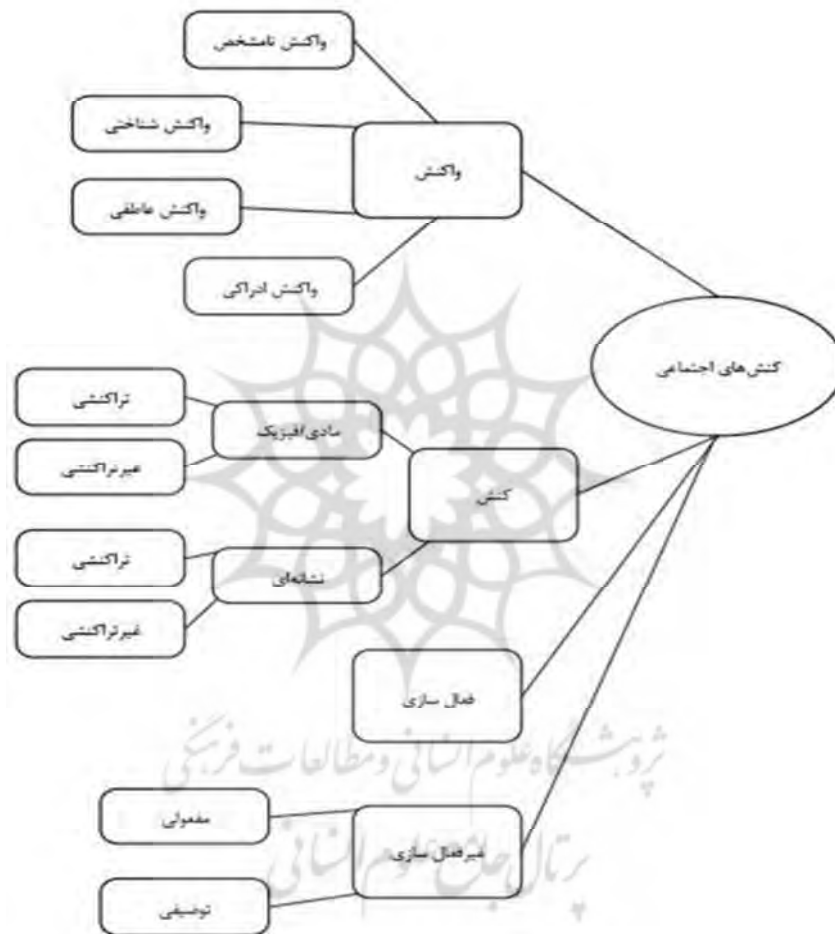 واکنش نامشخص
واکنش شناختی
واکنش
واکنش عاطفی
واکنش ادراکی
کنش‌های اجتماعی
تراکنشی
مادی/فیزیک
غیرتراکنشی
کنش
تراکنشی
نشانه‌ای
غیرتراکنشی
فعال سازی
پژوهشگاه علوم انسانی و مطالعات فرهنگی
مفعولی
غیرفعال سازی
پرتال جامع علوم انسانی
توصیفی